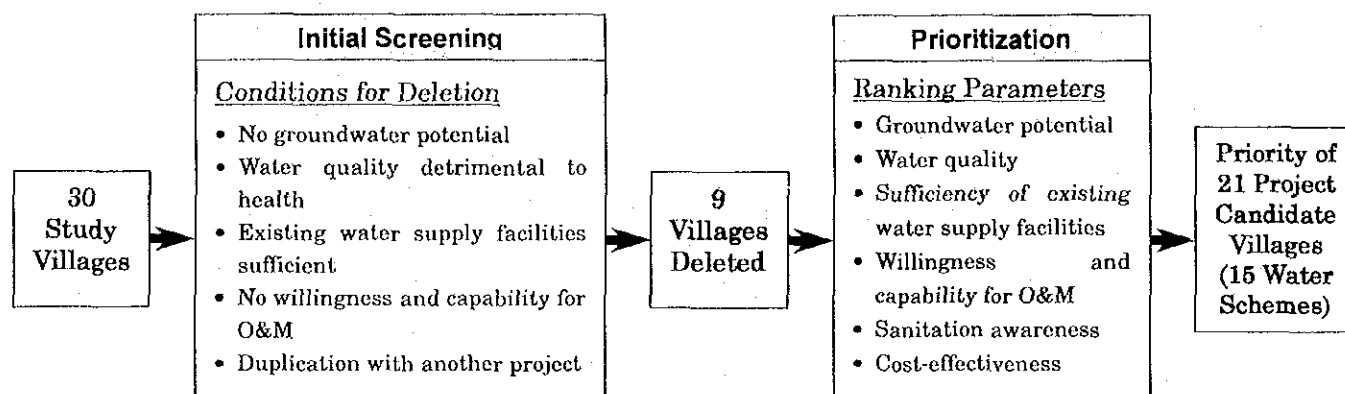 30
Study
Villages
Initial Screening
Conditions for Deletion
• No groundwater potential
• Water quality detrimental to
health
• Existing water supply facilities
sufficient
• No willingness and capability for
O&M
• Duplication with another project
9
Villages
Deleted
Prioritization
Ranking Parameters
• Groundwater potential
• Water quality
• Sufficiency of existing
water supply facilities
• Willingness and
capability for O&M
• Sanitation awareness
• Cost-effectiveness
Priority of
21 Project
Candidate
Villages
(15 Water
Schemes)